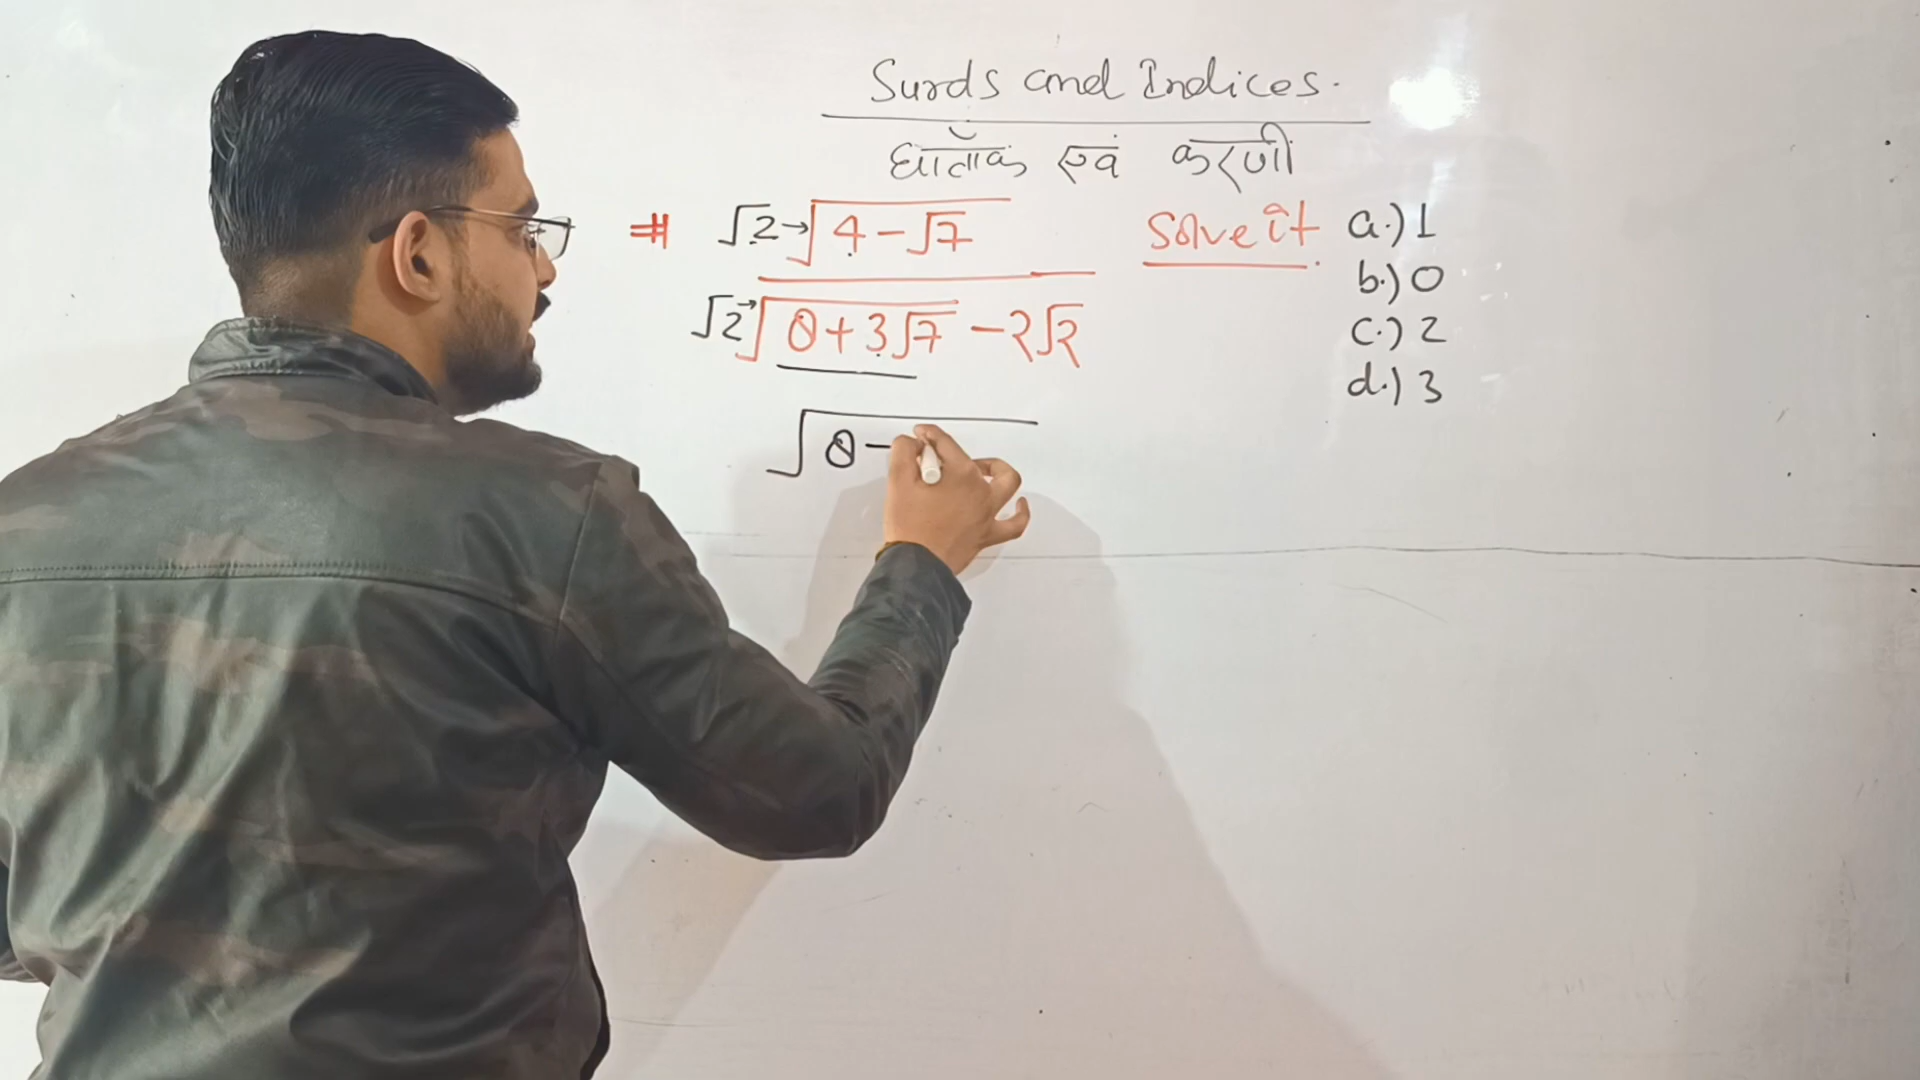 Surds and Indices.
घातांक एवं करणी
# √2→√(4-√7) Solve it. a.) 1
b.) 0
√2→√(8+3√7) -2√2 c.) 2
d.) 3
√(8-